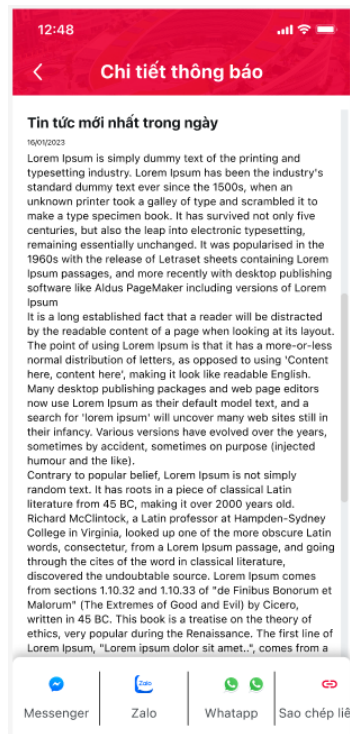 12:48
Chi tiết thông báo
Tin tức mới nhất trong ngày
16/01/2023
Lorem Ipsum is simply dummy text of the printing and
typesetting industry. Lorem Ipsum has been the industry's
standard dummy text ever since the 1500s, when an
unknown printer took a galley of type and scrambled it to
make a type specimen book. It has survived not only five
centuries, but also the leap into electronic typesetting,
remaining essentially unchanged. It was popularised in the
1960s with the release of Letraset sheets containing Lorem
Ipsum passages, and more recently with desktop publishing
software like Aldus PageMaker including versions of Lorem
Ipsum
It is a long established fact that a reader will be distracted
by the readable content of a page when looking at its layout.
The point of using Lorem Ipsum is that it has a more-or-less
normal distribution of letters, as opposed to using 'Content
here, content here', making it look like readable English.
Many desktop publishing packages and web page editors
now use Lorem Ipsum as their default model text, and a
search for 'lorem ipsum' will uncover many web sites still in
their infancy. Various versions have evolved over the years,
sometimes by accident, sometimes on purpose (injected
humour and the like).
Contrary to popular belief, Lorem Ipsum is not simply
random text. It has roots in a piece of classical Latin
literature from 45 BC, making it over 2000 years old.
Richard McClintock, a Latin professor at Hampden-Sydney
College in Virginia, looked up one of the more obscure Latin
words, consectetur, from a Lorem Ipsum passage, and going
through the cites of the word in classical literature,
discovered the undoubtable source. Lorem Ipsum comes
from sections 1.10.32 and 1.10.33 of "de Finibus Bonorum et
Malorum" (The Extremes of Good and Evil) by Cicero,
written in 45 BC. This book is a treatise on the theory of
ethics, very popular during the Renaissance. The first line of
Lorem Ipsum, "Lorem ipsum dolor sit amet..", comes from a
Zalo
Messenger
Zalo
Whatapp
Sao chép liê